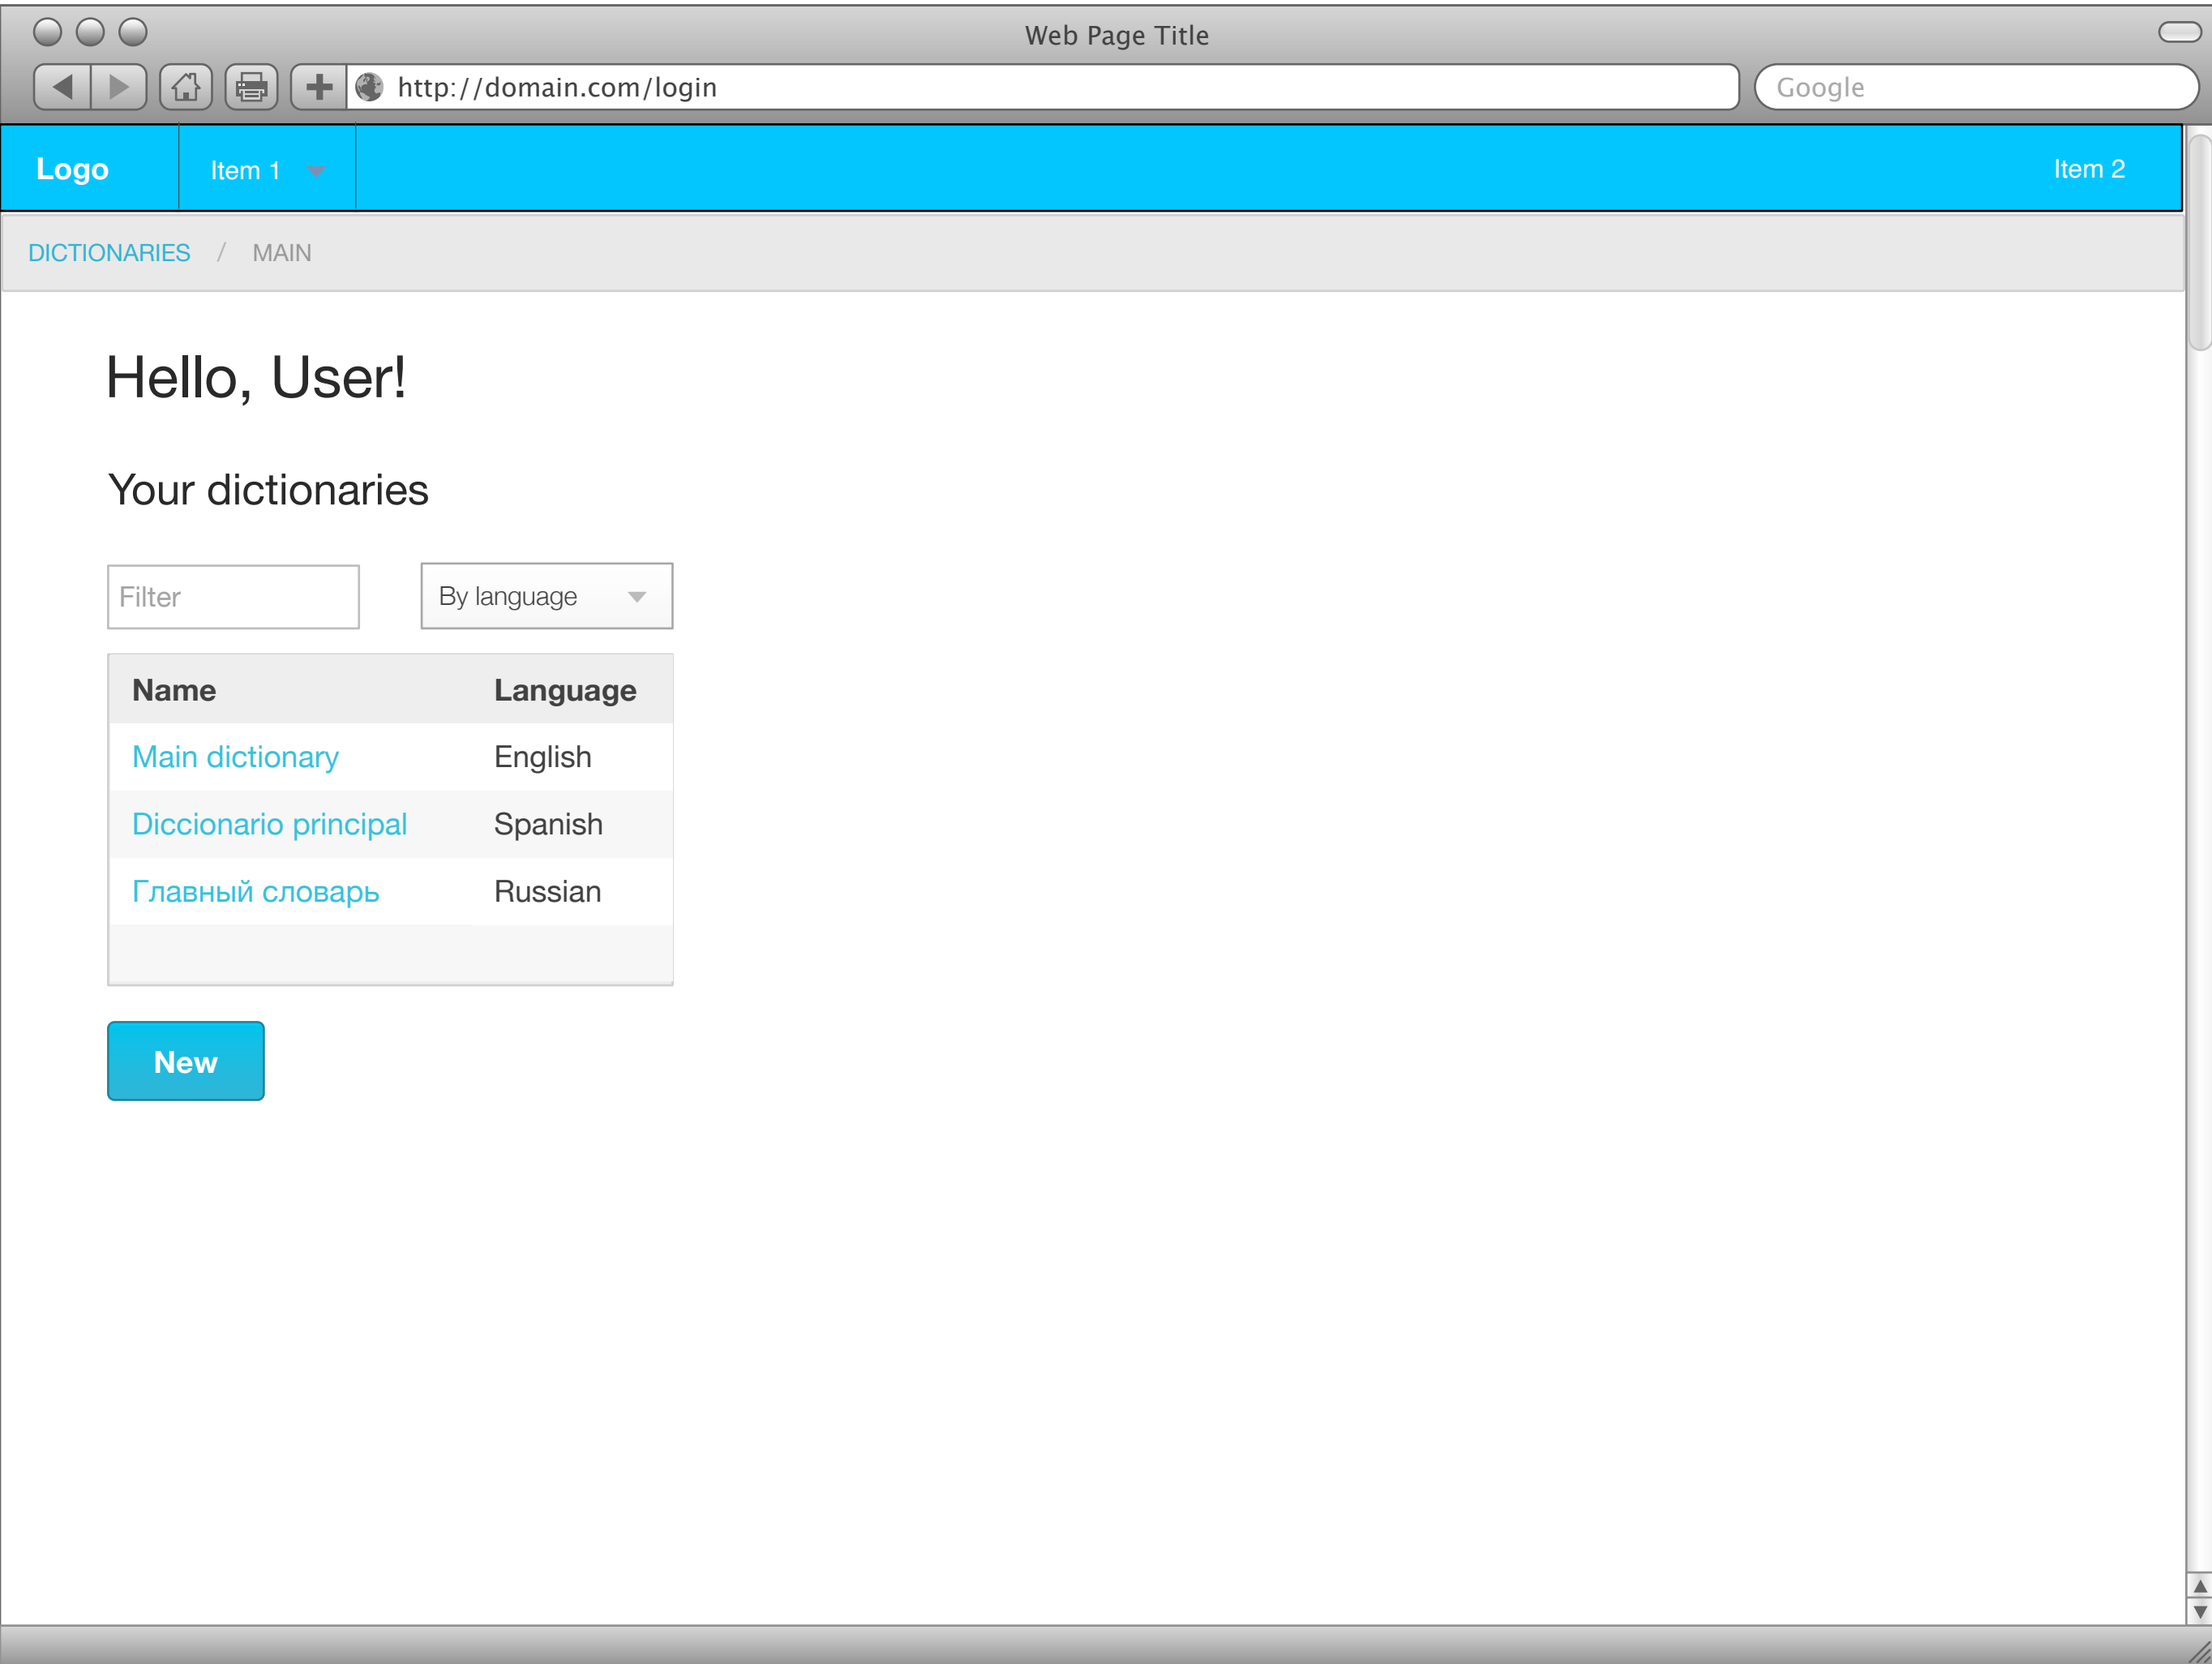 Web Page Title
http://domain.com/login
Google
Logo
Item 1
Item 2
DICTIONARIES / MAIN
Hello, User!
Your dictionaries
Filter
By language
Name Language
Main dictionary English
Diccionario principal Spanish
Главный словарь Russian
New